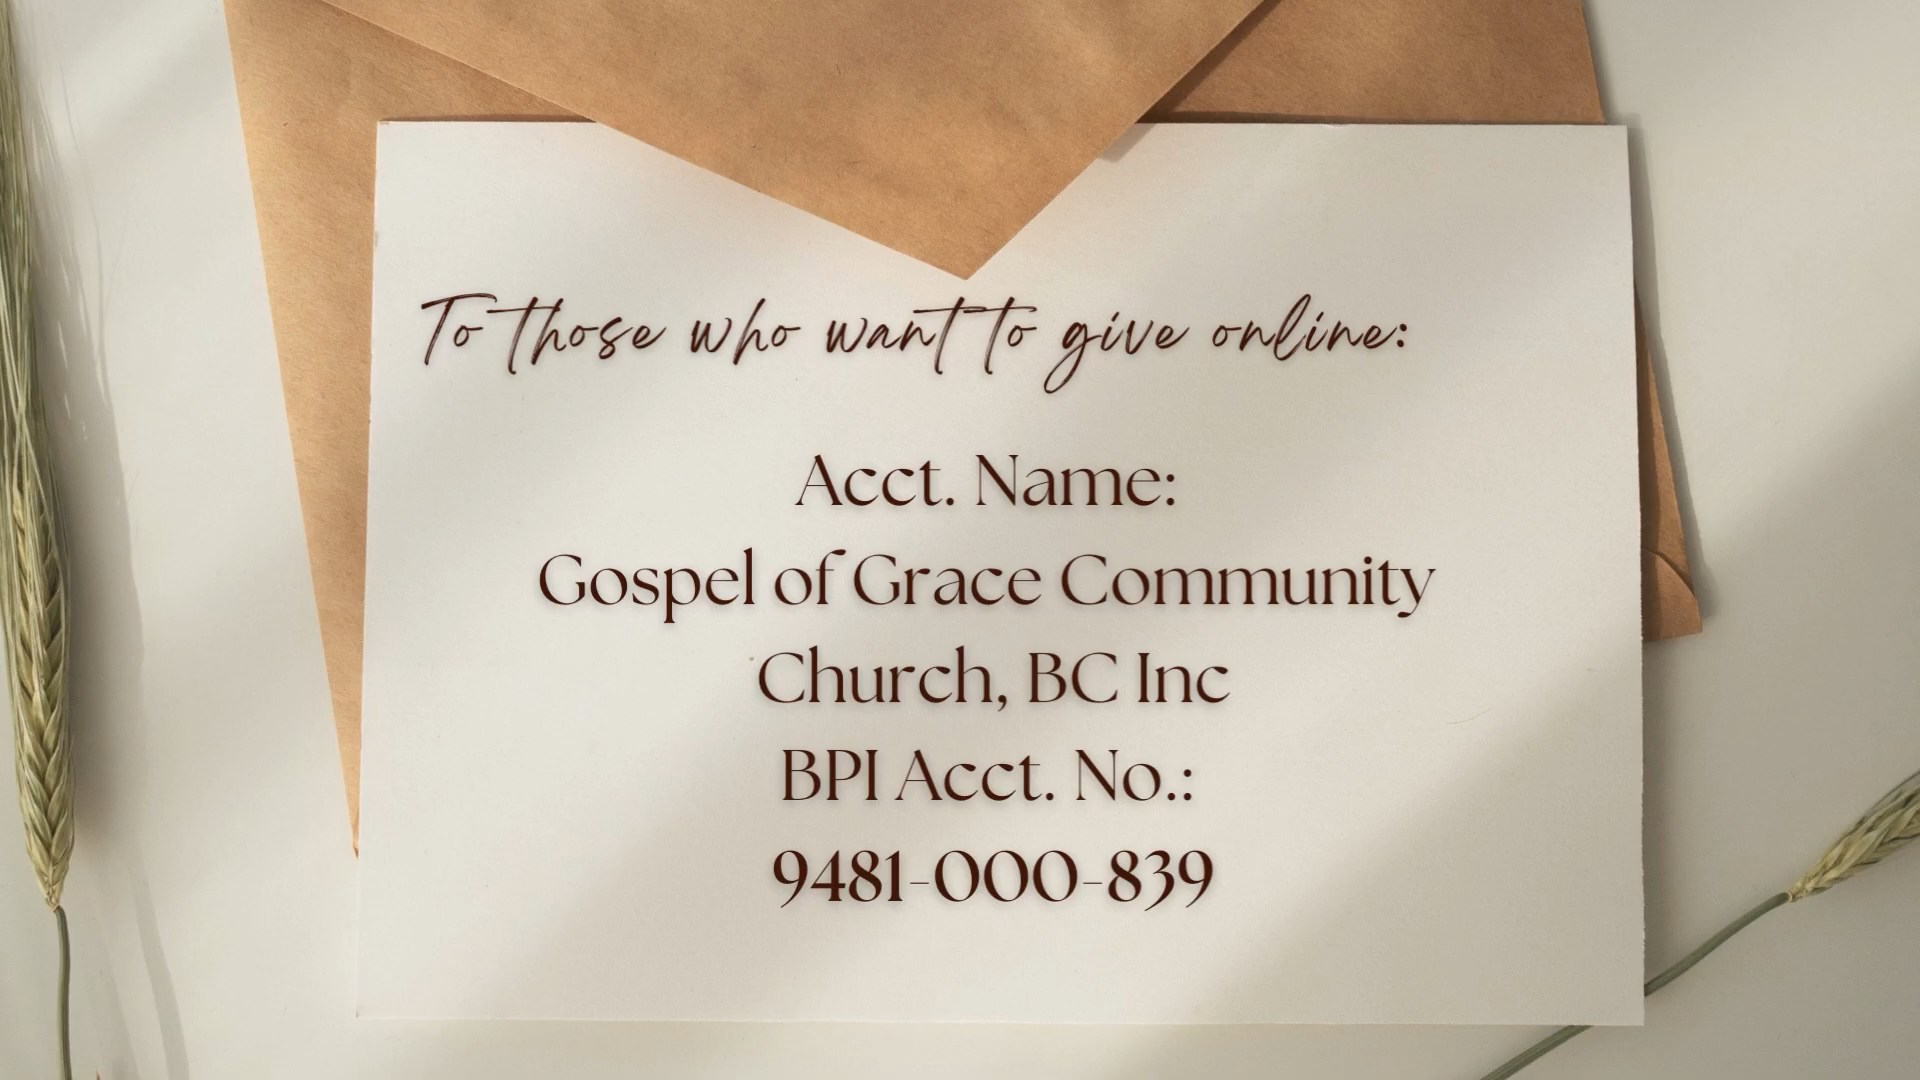 To those who want to give online:
Acct. Name:
Gospel of Grace Community
Church, BC Inc
BPI Acct. No.:
9481-000-839